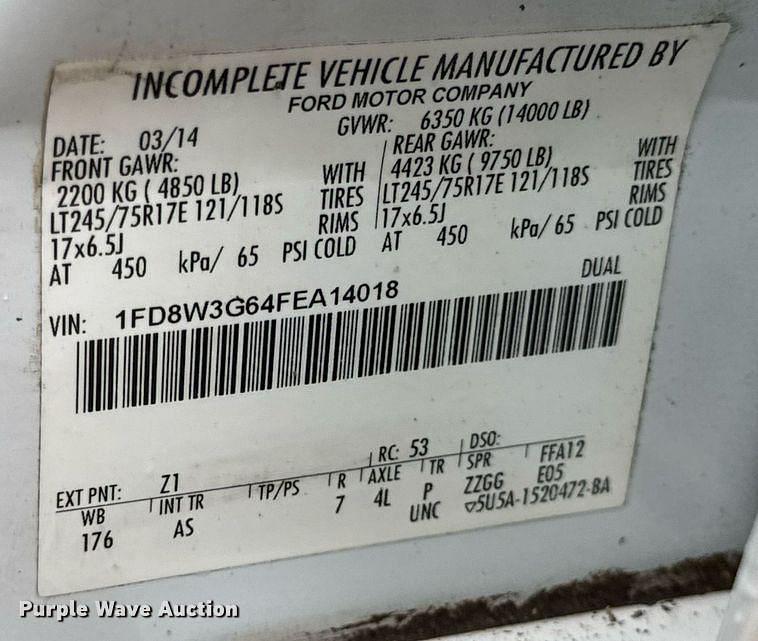 INCOMPLETE VEHICLE MANUFACTURED BY
FORD MOTOR COMPANY
DATE: 03/14 GVWR: 6350 KG (14000 LB)
FRONT GAWR: REAR GAWR:
2200 KG ( 4850 LB) WITH 4423 KG ( 9750 LB) WITH
LT245/75R17E 121/118S TIRES LT245/75R17E 121/118S TIRES
17x6.5J RIMS 17x6.5J RIMS
AT 450 kPa/ 65 PSI COLD AT 450 kPa/ 65 PSI COLD
DUAL
VIN: 1FD8W3G64FEA14018
EXT PNT: Z1 RC: 53 DSO:
WB INT TR TP/PS R AXLE TR SPR FFA12
176 AS 7 4L P ZZGG E05
UNC ▽5U5A-1520472-BA
Purple Wave Auction